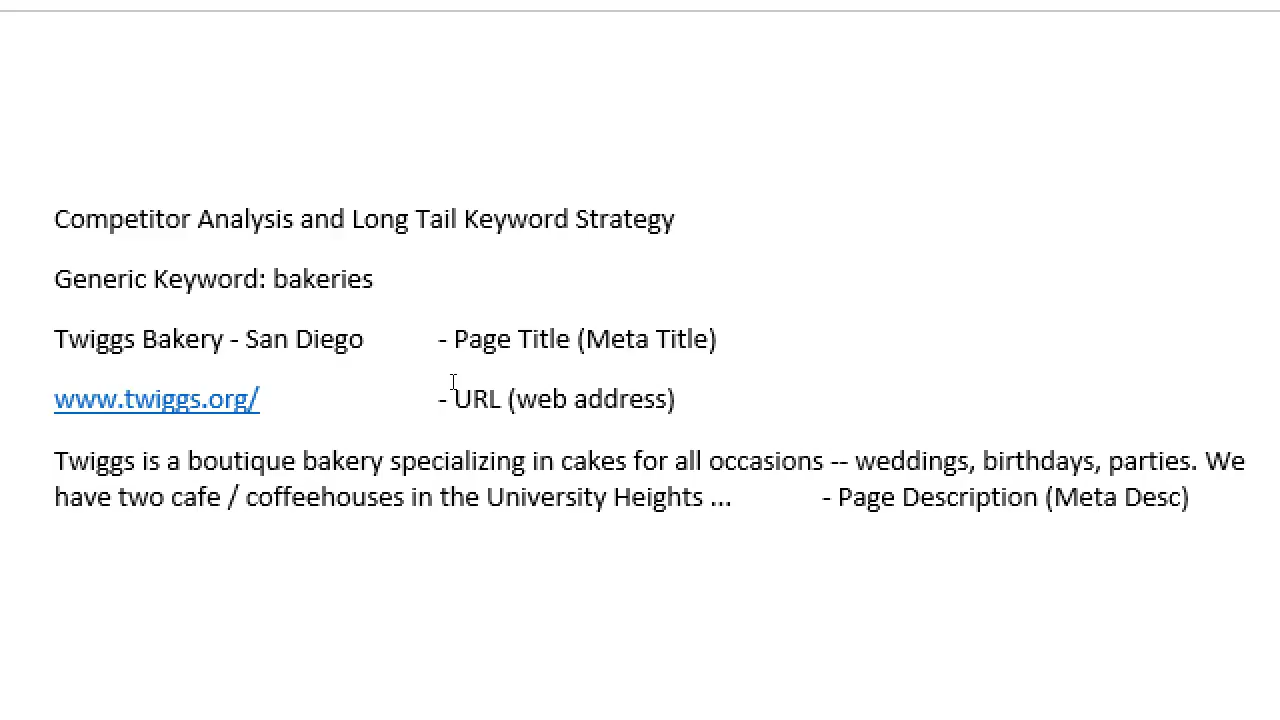 Competitor Analysis and Long Tail Keyword Strategy
Generic Keyword: bakeries
Twiggs Bakery - San Diego - Page Title (Meta Title)
www.twiggs.org/ - URL (web address)
Twiggs is a boutique bakery specializing in cakes for all occasions -- weddings, birthdays, parties. We
have two cafe / coffeehouses in the University Heights ... - Page Description (Meta Desc)